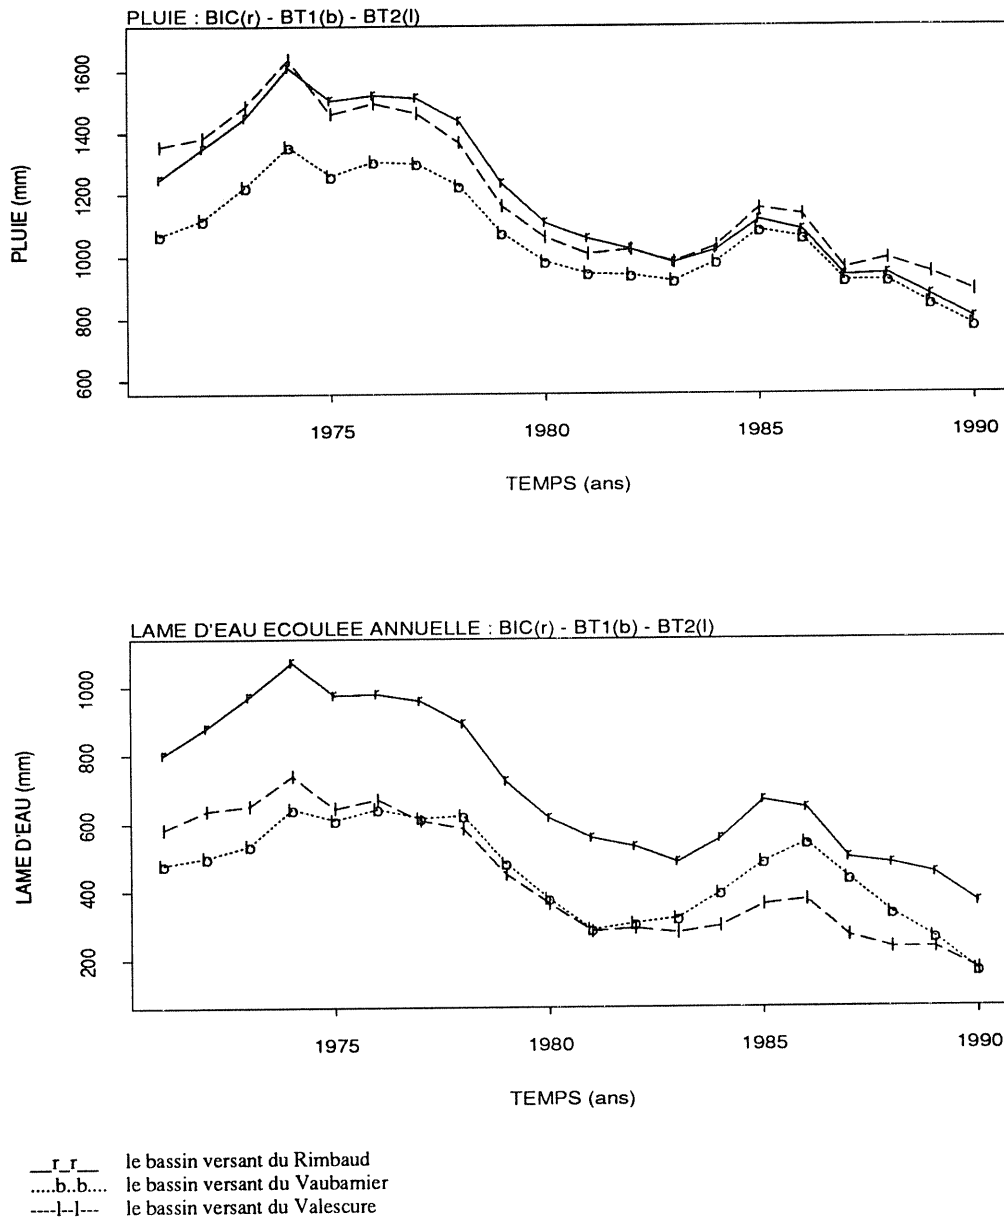 PLUIE : BIC(r) - BT1(b) - BT2(l)
PLUIE (mm)
1600
1400
1200
1000
800
600
1975
1980
1985
1990
TEMPS (ans)
LAME D'EAU ECOULEE ANNUELLE : BIC(r) - BT1(b) - BT2(l)
LAME D'EAU (mm)
1000
800
600
400
200
1975
1980
1985
1990
TEMPS (ans)
__r_r__ le bassin versant du Rimbaud
.....b..b.... le bassin versant du Vaubarnier
----l--l--- le bassin versant du Valescure